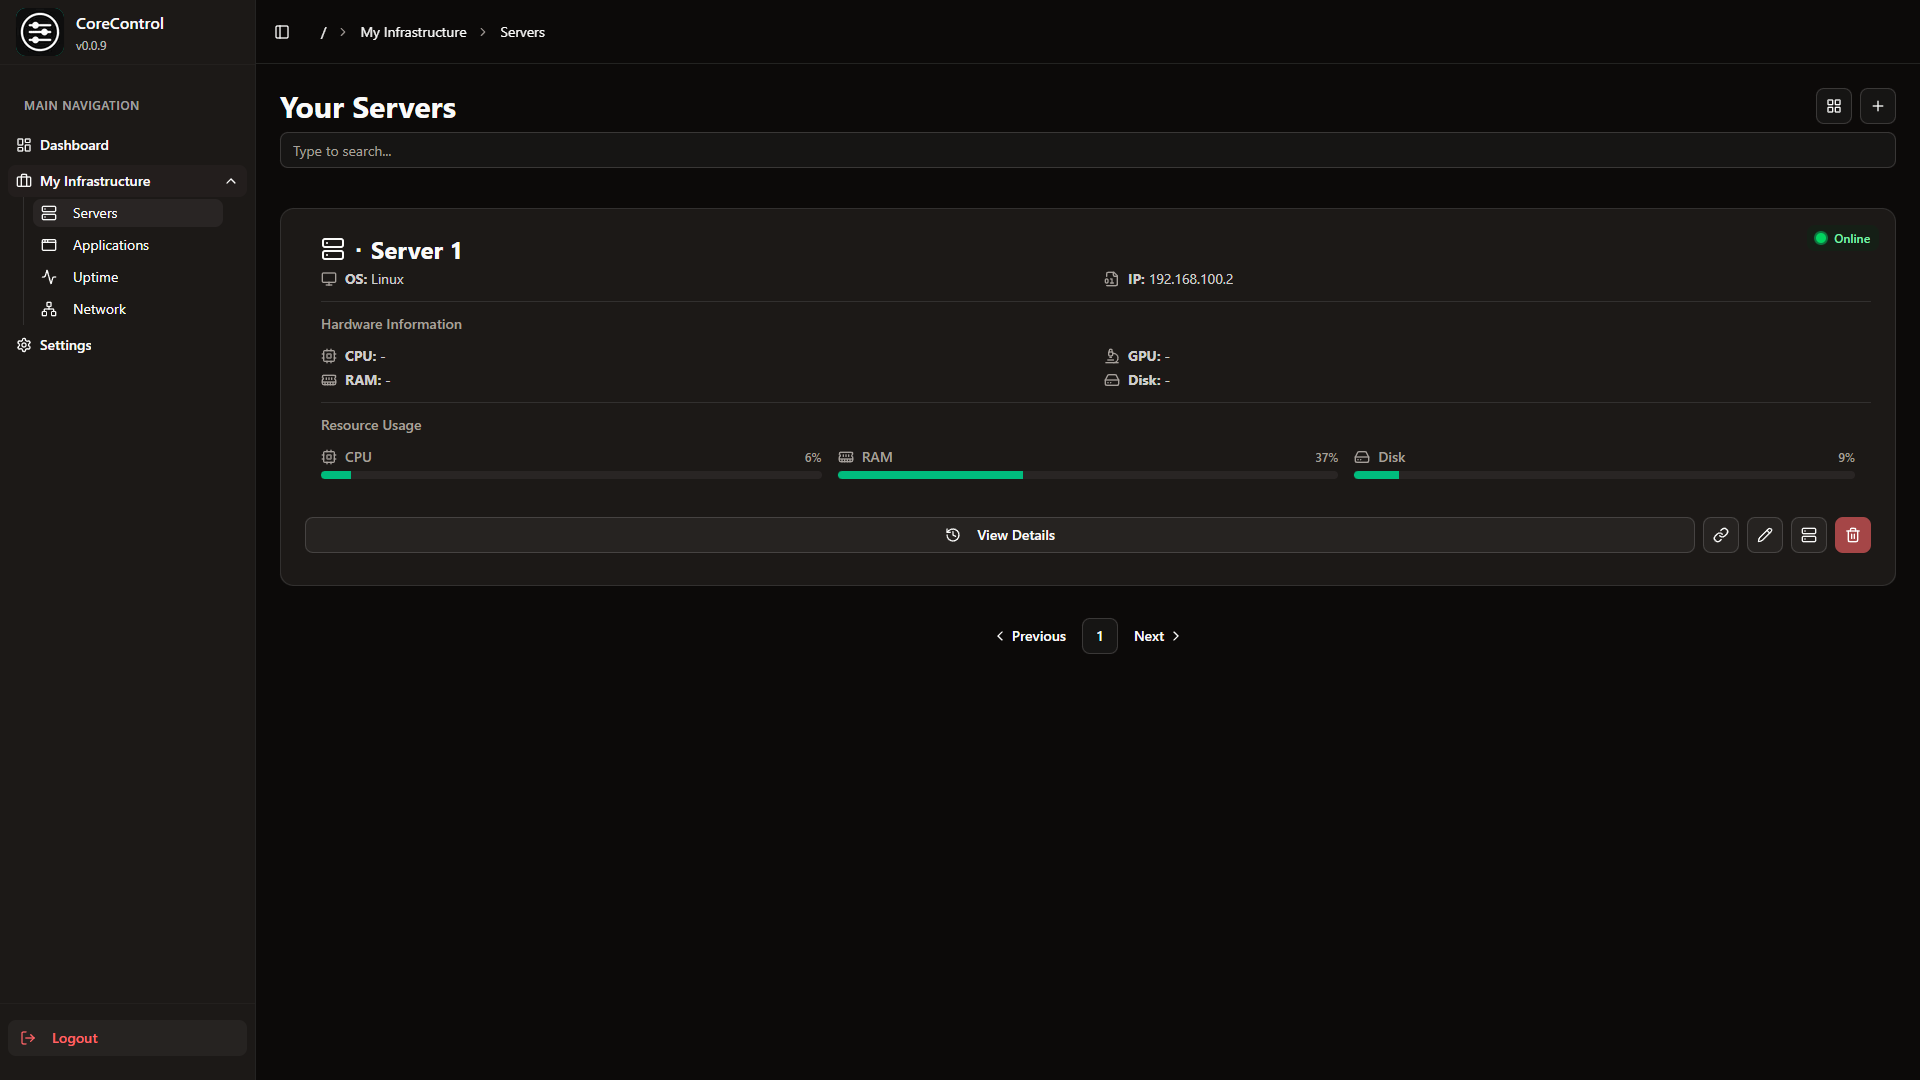 CoreControl
v0.0.9
MAIN NAVIGATION
Dashboard
My Infrastructure
Servers
Applications
Uptime
Network
Settings
Logout
/ > My Infrastructure > Servers
Your Servers
Type to search...
· Server 1
Online
OS: Linux
IP: 192.168.100.2
Hardware Information
CPU: -
GPU: -
RAM: -
Disk: -
Resource Usage
CPU 6%
RAM 37%
Disk 9%
View Details
Previous 1 Next